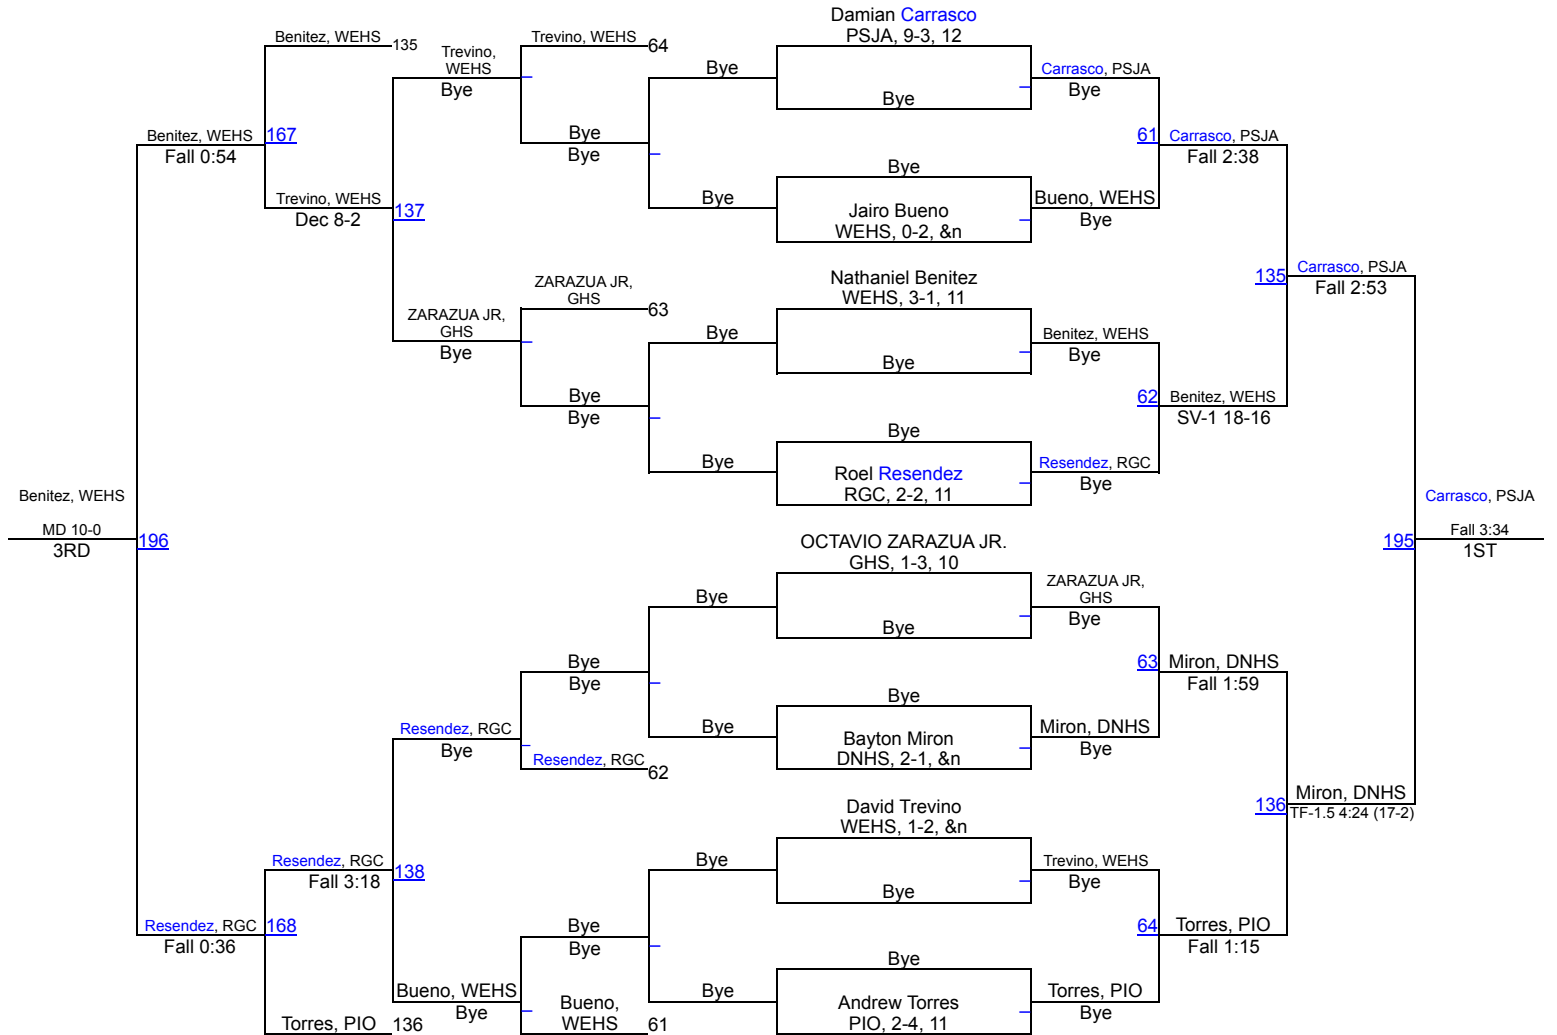 Damian Carrasco
PSJA, 9-3, 12
Bye
Jairo Bueno
WEHS, 0-2, &n
Bye
Nathaniel Benitez
WEHS, 3-1, 11
Bye
Roel Resendez
RGC, 2-2, 11
Bye
OCTAVIO ZARAZUA JR.
GHS, 1-3, 10
Bye
Bayton Miron
DNHS, 2-1, &n
Bye
David Trevino
WEHS, 1-2, &n
Bye
Andrew Torres
PIO, 2-4, 11
Bye
Carrasco, PSJA
Bye
Bueno, WEHS
Bye
Benitez, WEHS
Bye
Resendez, RGC
Bye
ZARAZUA JR,
GHS
Bye
Miron, DNHS
Bye
Trevino, WEHS
Bye
Torres, PIO
Bye
61
Carrasco, PSJA
Fall 2:38
62
Benitez, WEHS
SV-1 18-16
63
Miron, DNHS
Fall 1:59
64
Torres, PIO
Fall 1:15
135
Carrasco, PSJA
Fall 2:53
136
Miron, DNHS
TF-1.5 4:24 (17-2)
195
Carrasco, PSJA
Fall 3:34
1ST
Bye
Bye
Bye
Bye
Bye
Bye
Bye
Bye
Trevino, WEHS
64
Bye
Bye
ZARAZUA JR,
GHS
63
Bye
Bye
Bye
Bye
Resendez, RGC
62
Bye
Bye
Bueno,
WEHS
61
Trevino,
WEHS
Bye
ZARAZUA JR,
GHS
Bye
Resendez, RGC
Bye
Bueno, WEHS
Bye
Benitez, WEHS
135
Trevino, WEHS
Dec 8-2
137
Resendez, RGC
Fall 3:18
138
Torres, PIO
136
Benitez, WEHS
Fall 0:54
167
Resendez, RGC
Fall 0:36
168
Benitez, WEHS
MD 10-0
3RD
196